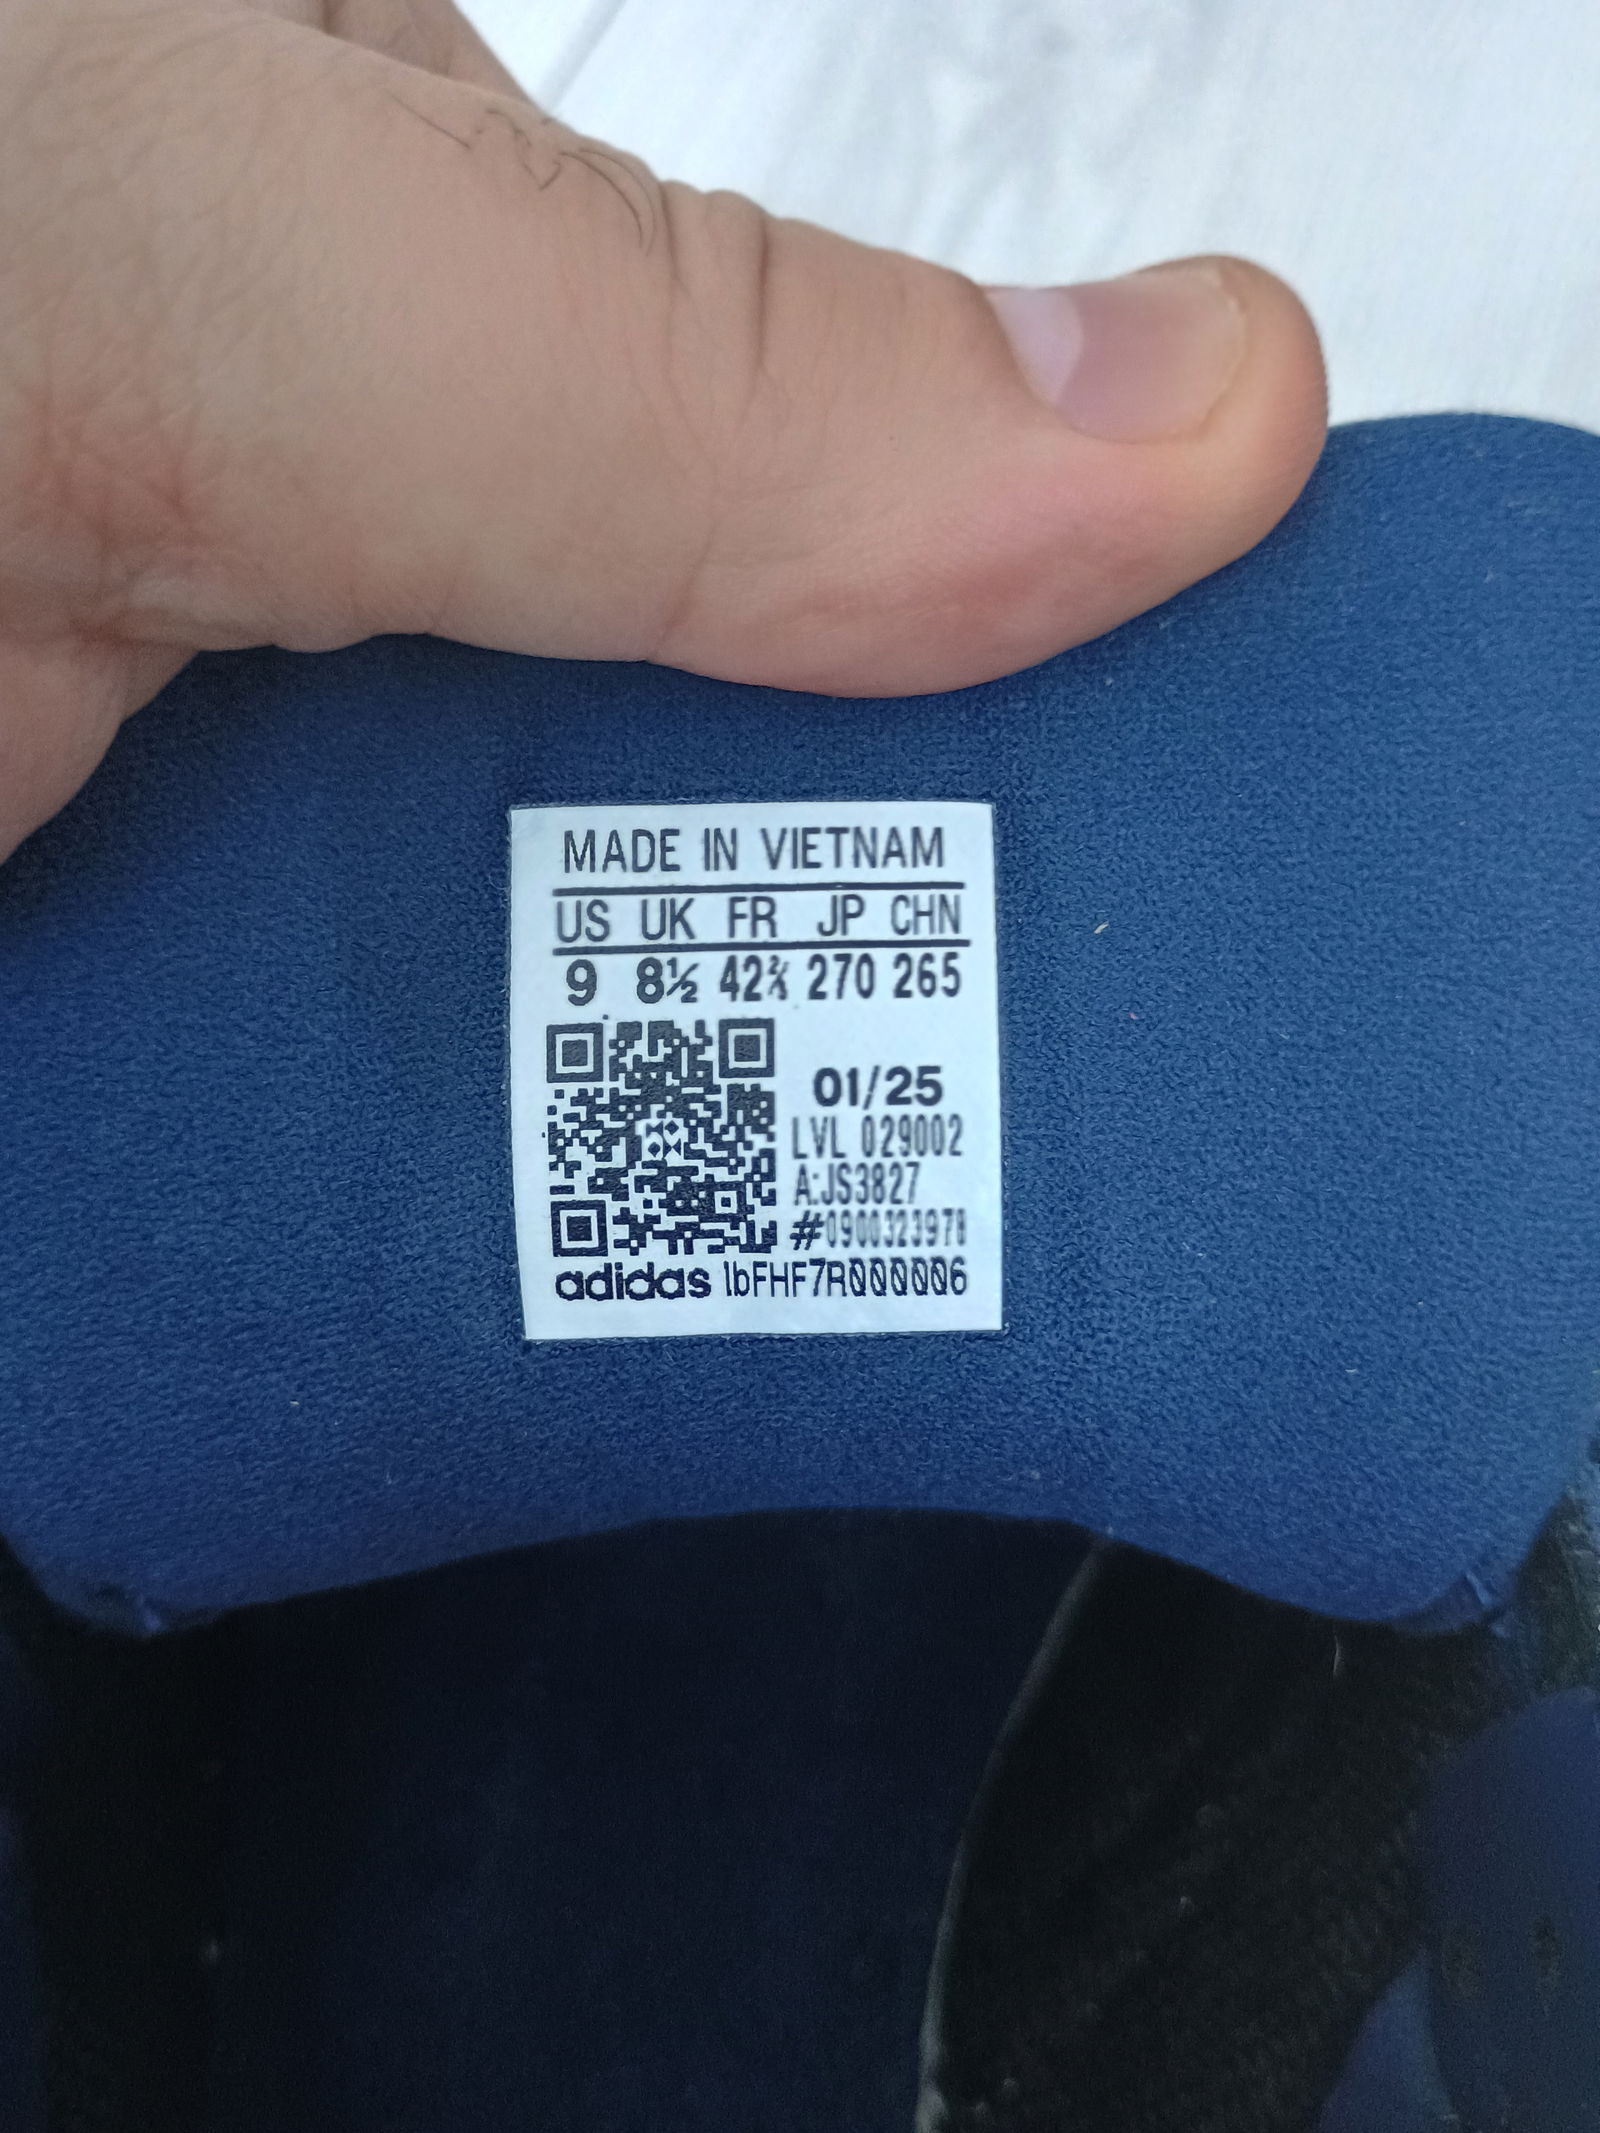 MADE IN VIETNAM
US UK FR JP CHN
9 8½ 42⅔ 270 265
01/25
LVL 029002
A:JS3827
#0900323978
adidas 1bFHF7R000006